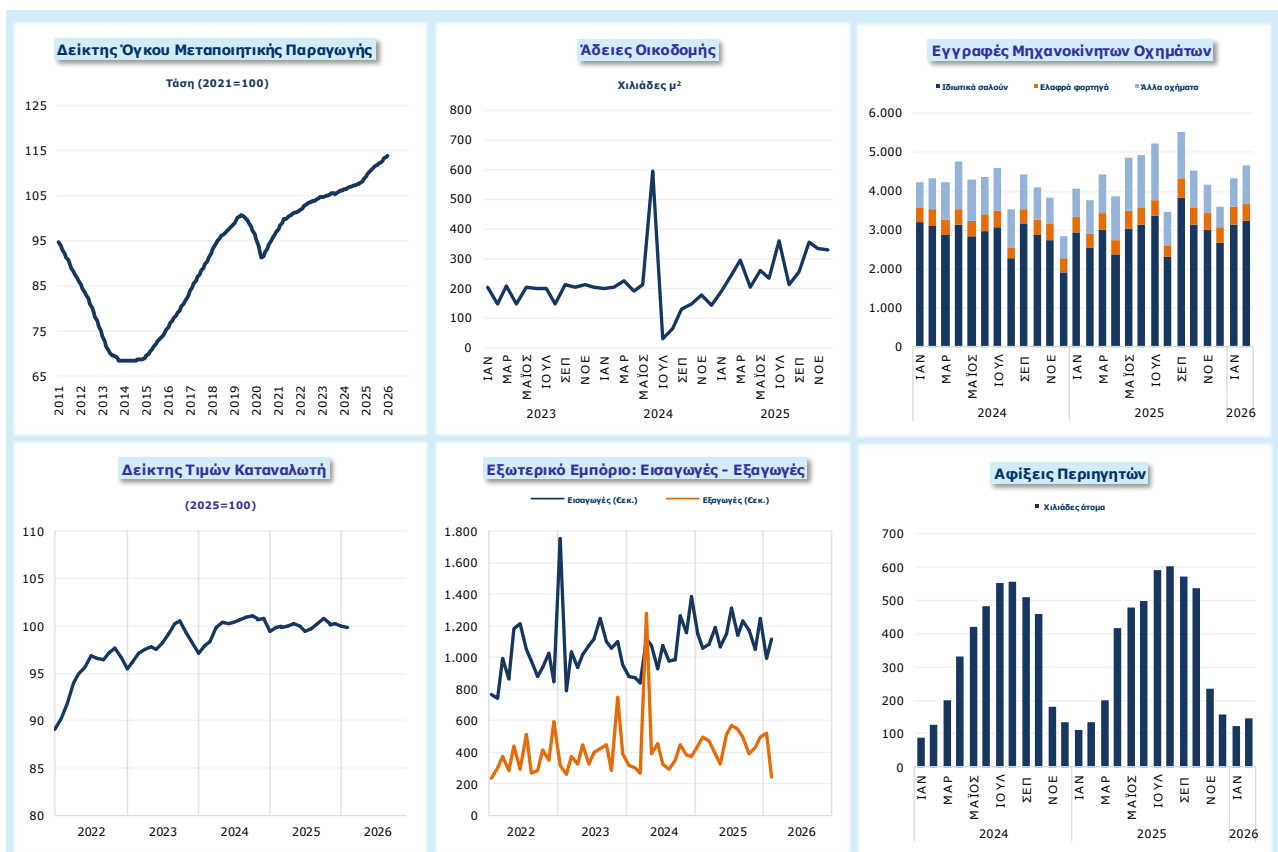 Δείκτης Όγκου Μεταποιητικής Παραγωγής
Τάση (2021=100)
125
115
105
95
85
75
65
2011 2012 2013 2014 2015 2016 2017 2018 2019 2020 2021 2022 2023 2024 2025 2026
Άδειες Οικοδομής
Χιλιάδες μ²
800
700
600
500
400
300
200
100
0
ΙΑΝ ΜΑΡ ΜΑΪΟΣ ΙΟΥΛ ΣΕΠ ΝΟΕ ΙΑΝ ΜΑΡ ΜΑΪΟΣ ΙΟΥΛ ΣΕΠ ΝΟΕ ΙΑΝ ΜΑΡ ΜΑΪΟΣ ΙΟΥΛ ΣΕΠ ΝΟΕ
2023 2024 2025
Εγγραφές Μηχανοκίνητων Οχημάτων
Ιδιωτικά σαλούν Ελαφρά φορτηγά Άλλα οχήματα
6.000
5.000
4.000
3.000
2.000
1.000
0
ΙΑΝ ΜΑΡ ΜΑΪΟΣ ΙΟΥΛ ΣΕΠ ΝΟΕ ΙΑΝ ΜΑΡ ΜΑΪΟΣ ΙΟΥΛ ΣΕΠ ΝΟΕ ΙΑΝ
2024 2025 2026
Δείκτης Τιμών Καταναλωτή
(2025=100)
110
105
100
95
90
85
80
2022 2023 2024 2025 2026
Εξωτερικό Εμπόριο: Εισαγωγές - Εξαγωγές
Εισαγωγές (€εκ.) Εξαγωγές (€εκ.)
1.800
1.600
1.400
1.200
1.000
800
600
400
200
0
2022 2023 2024 2025 2026
Αφίξεις Περιηγητών
Χιλιάδες άτομα
700
600
500
400
300
200
100
0
ΙΑΝ ΜΑΡ ΜΑΪΟΣ ΙΟΥΛ ΣΕΠ ΝΟΕ ΙΑΝ ΜΑΡ ΜΑΪΟΣ ΙΟΥΛ ΣΕΠ ΝΟΕ ΙΑΝ
2024 2025 2026